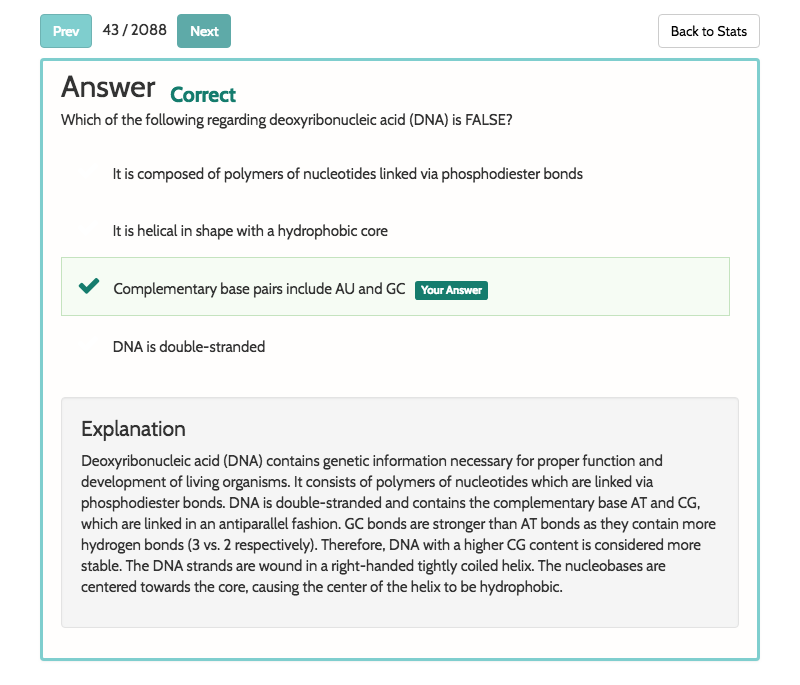 Prev 43 / 2088 Next Back to Stats
Answer Correct
Which of the following regarding deoxyribonucleic acid (DNA) is FALSE?
It is composed of polymers of nucleotides linked via phosphodiester bonds
It is helical in shape with a hydrophobic core
Complementary base pairs include AU and GC Your Answer
DNA is double-stranded
Explanation
Deoxyribonucleic acid (DNA) contains genetic information necessary for proper function and
development of living organisms. It consists of polymers of nucleotides which are linked via
phosphodiester bonds. DNA is double-stranded and contains the complementary base AT and CG,
which are linked in an antiparallel fashion. GC bonds are stronger than AT bonds as they contain more
hydrogen bonds (3 vs. 2 respectively). Therefore, DNA with a higher CG content is considered more
stable. The DNA strands are wound in a right-handed tightly coiled helix. The nucleobases are
centered towards the core, causing the center of the helix to be hydrophobic.